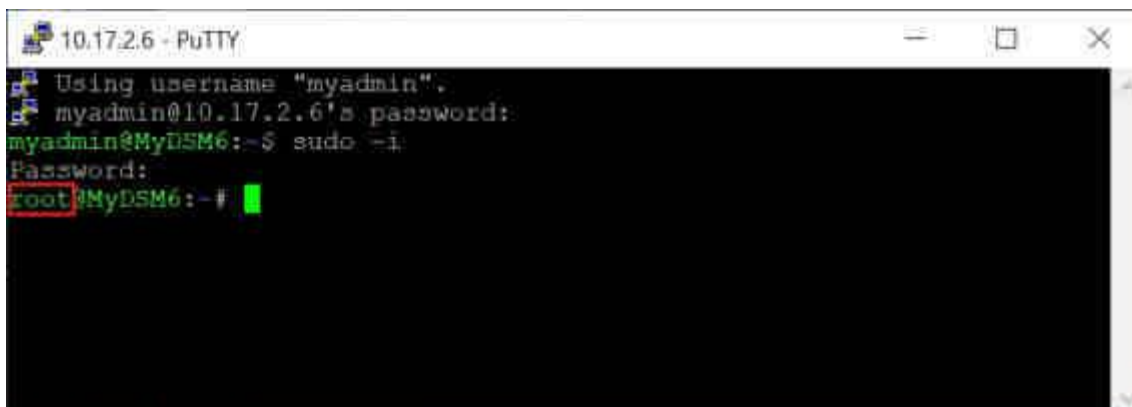 10.17.2.6 - PuTTY
Using username "myadmin".
myadmin@10.17.2.6's password:
myadmin@MyDSM6:~$ sudo -i
Password:
root@MyDSM6:~#